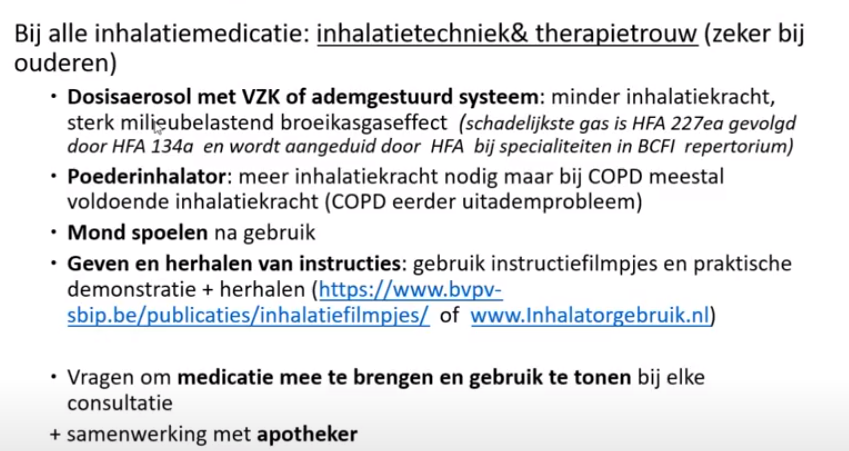 Bij alle inhalatiemedicatie: inhalatietechniek& therapietrouw (zeker bij
ouderen)
• Dosisaerosol met VZK of ademgestuurd systeem: minder inhalatiekracht,
sterk milieubelastend broeikasgaseffect (schadelijkste gas is HFA 227ea gevolgd
door HFA 134a en wordt aangeduid door HFA bij specialiteiten in BCFI repertorium)
• Poederinhalator: meer inhalatiekracht nodig maar bij COPD meestal
voldoende inhalatiekracht (COPD eerder uitademprobleem)
• Mond spoelen na gebruik
• Geven en herhalen van instructies: gebruik instructiefilmpjes en praktische
demonstratie + herhalen (https://www.bvpv-
sbip.be/publicaties/inhalatiefilmpjes/ of www.Inhalatorgebruik.nl)
• Vragen om medicatie mee te brengen en gebruik te tonen bij elke
consultatie
+ samenwerking met apotheker